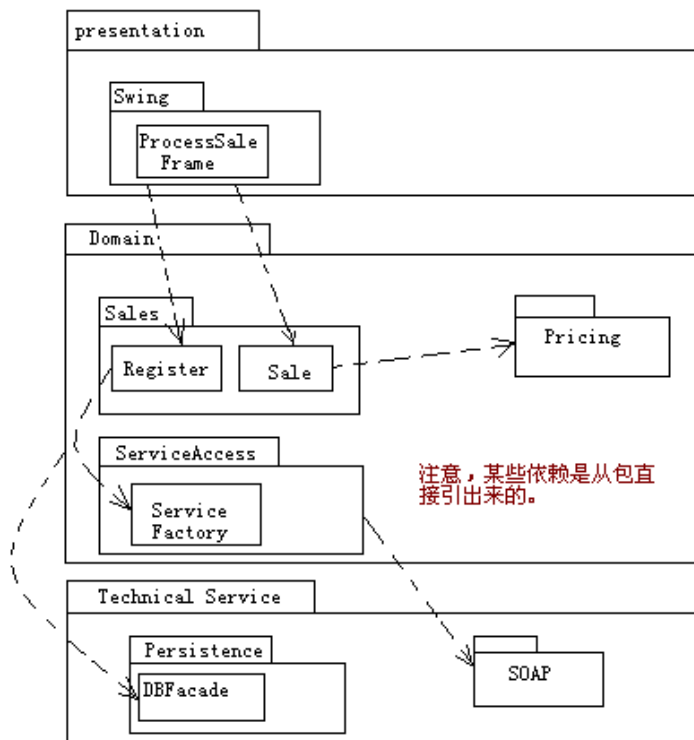 presentation
Swing
ProcessSale
Frame
Domain
Sales
Register
Sale
Pricing
ServiceAccess
Service
Factory
注意，某些依赖是从包直
接引出来的。
Technical Service
Persistence
DBFacade
SOAP